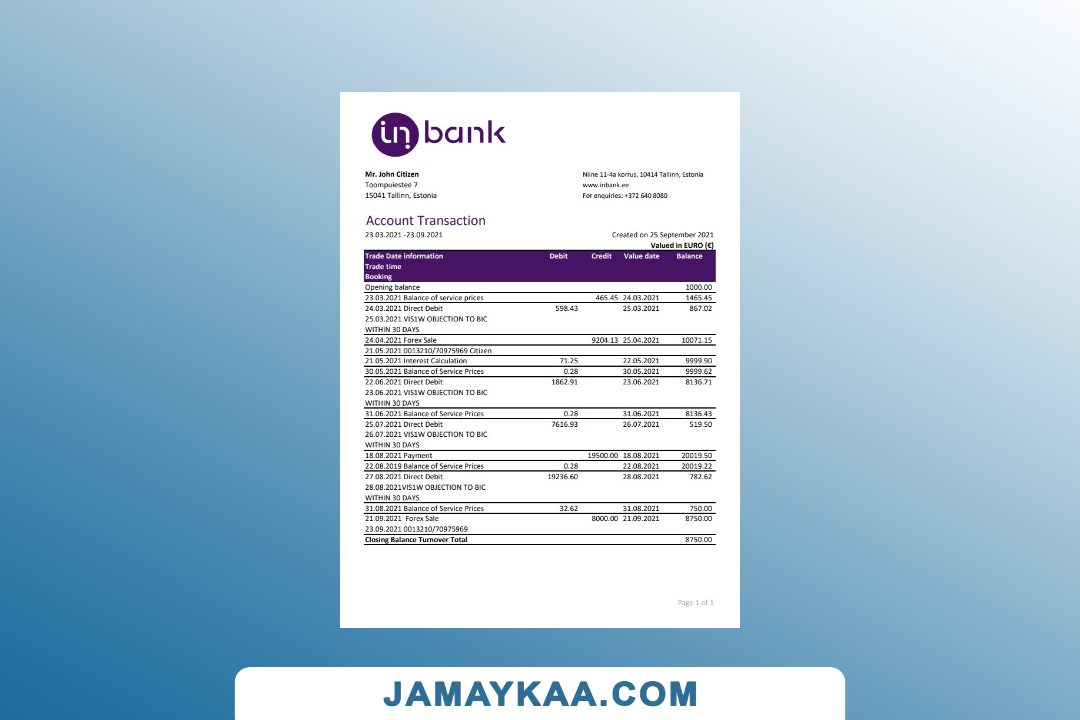 in bank
Mr. John Citizen
Toompuiestee 7
15041 Tallinn, Estonia
Niine 11-4a korrus, 10414 Tallinn, Estonia
www.inbank.ee
For enquiries: +372 640 8080
Account Transaction
23.03.2021 -23.09.2021 Created on 25 September 2021
Valued in EURO (€)
Trade Date information Debit Credit Value date Balance
Trade time
Booking
Opening balance 1000.00
23.03.2021 Balance of service prices 465.45 24.03.2021 1465.45
24.03.2021 Direct Debit 598.43 25.03.2021 867.02
25.03.2021 VIS1W OBJECTION TO BIC
WITHIN 30 DAYS
24.04.2021 Forex Sale 9204.13 25.04.2021 10071.15
21.05.2021 0013210/70975969 Citizen
21.05.2021 Interest Calculation 71.25 22.05.2021 9999.90
30.05.2021 Balance of Service Prices 0.28 30.05.2021 9999.62
22.06.2021 Direct Debit 1862.91 23.06.2021 8136.71
23.06.2021 VIS1W OBJECTION TO BIC
WITHIN 30 DAYS
31.06.2021 Balance of Service Prices 0.28 31.06.2021 8136.43
25.07.2021 Direct Debit 7616.93 26.07.2021 519.50
26.07.2021 VIS1W OBJECTION TO BIC
WITHIN 30 DAYS
18.08.2021 Payment 19500.00 18.08.2021 20019.50
22.08.2019 Balance of Service Prices 0.28 22.08.2021 20019.22
27.08.2021 Direct Debit 19236.60 28.08.2021 782.62
28.08.2021VIS1W OBJECTION TO BIC
WITHIN 30 DAYS
31.08.2021 Balance of Service Prices 32.62 31.08.2021 750.00
21.09.2021 Forex Sale 8000.00 21.09.2021 8750.00
23.09.2021 0013210/70975969
Closing Balance Turnover Total 8750.00
Page 1 of 1
JAMAYKAA.COM